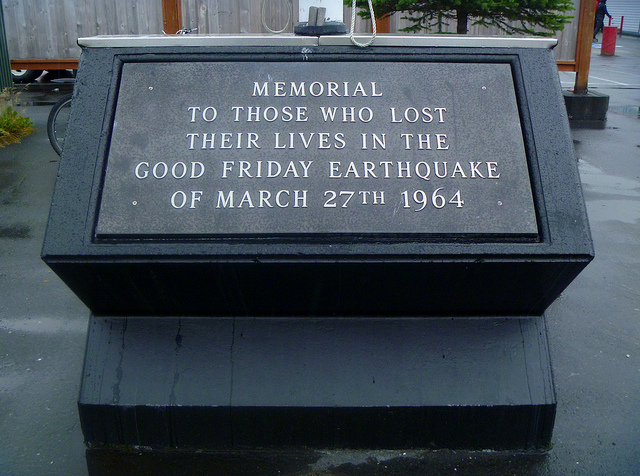 MEMORIAL
TO THOSE WHO LOST
THEIR LIVES IN THE
GOOD FRIDAY EARTHQUAKE
OF MARCH 27TH 1964